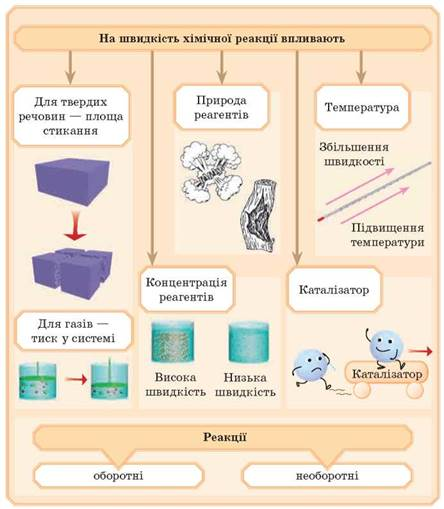 На швидкість хімічної реакції впливають
Для твердих
речовин — площа
стикання
Природа
реагентів
Температура
Збільшення
швидкості
Підвищення
температури
Концентрація
реагентів
Каталізатор
Для газів —
тиск у системі
Висока
швидкість
Низька
швидкість
Каталізатор
Реакції
оборотні
необоротні